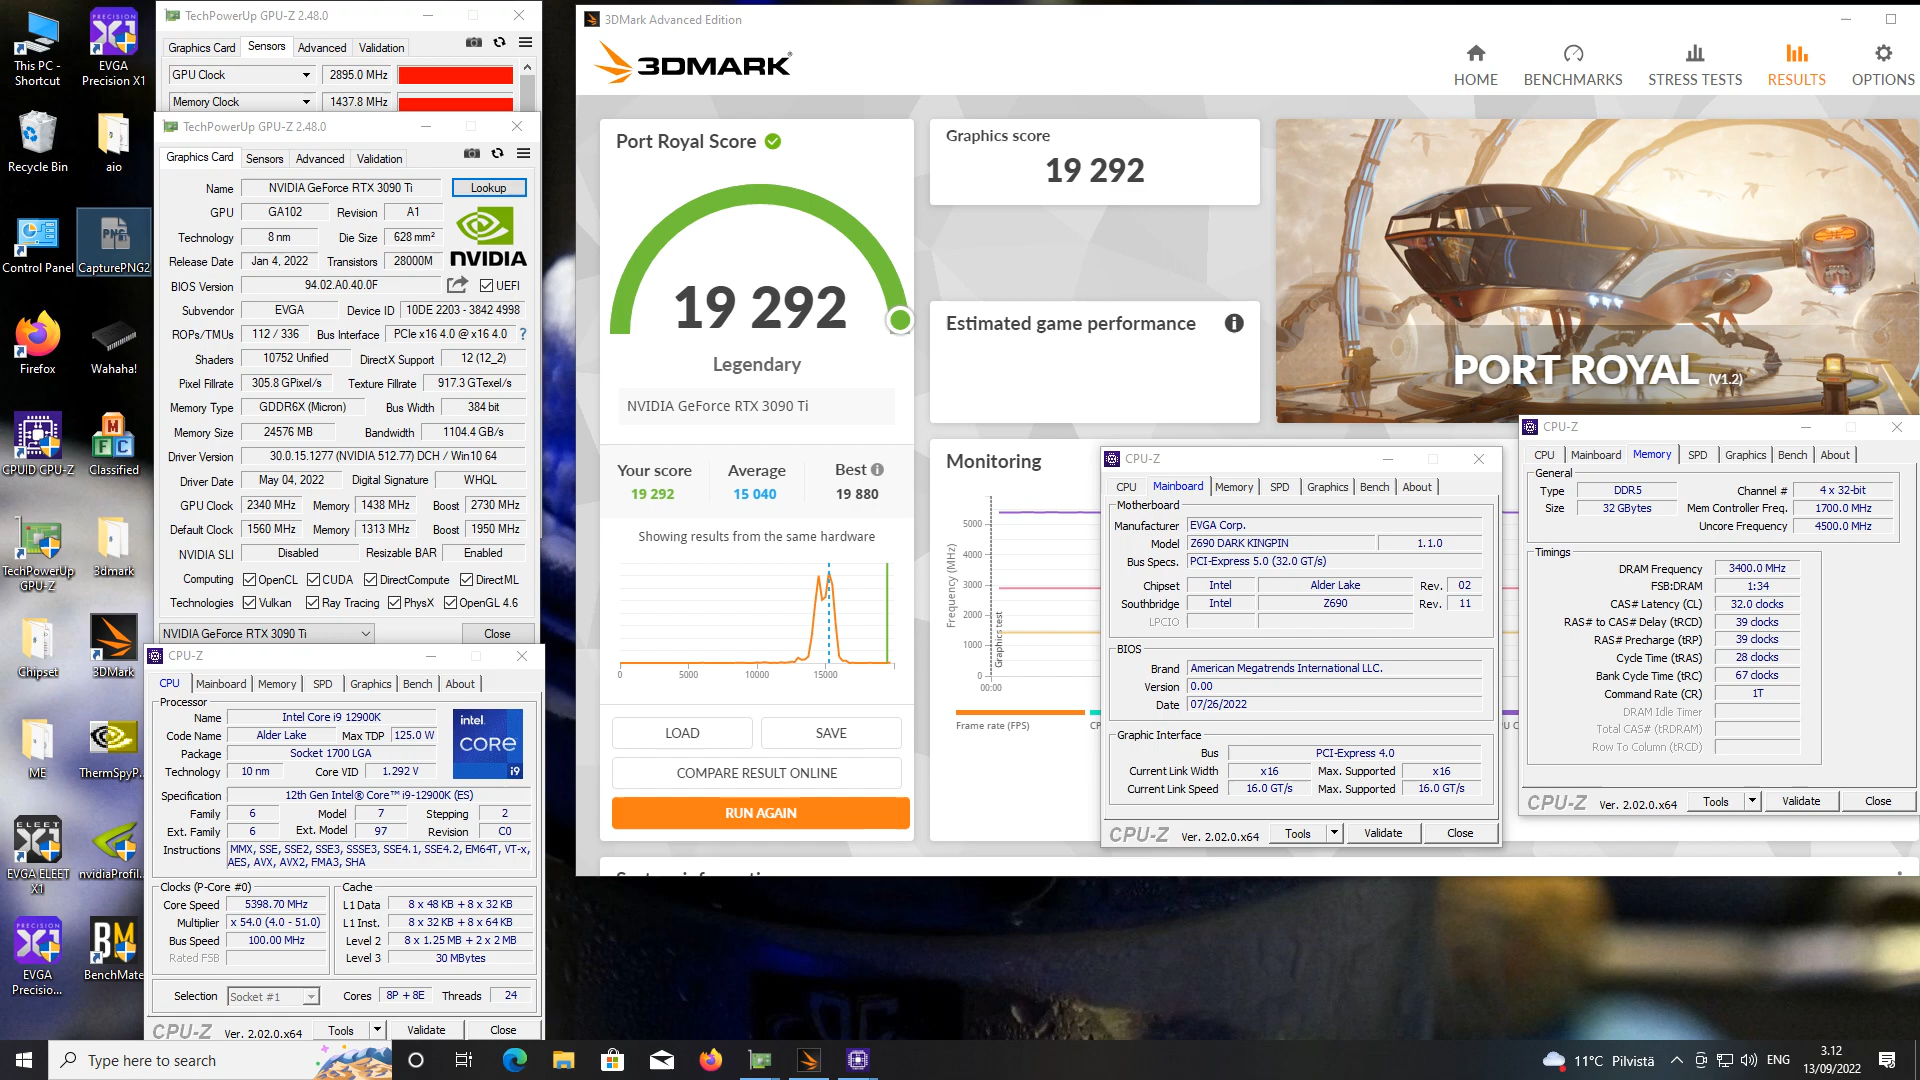 This PC - Shortcut
EVGA Precision X1
Recycle Bin
aio
Control Panel
CapturePNG2
Firefox
Wahaha!
CPUID CPU-Z
Classified
TechPowerUp GPU-Z
3dmark
Chipset
3DMark
ME
ThermSpyP...
EVGA ELEET X1
nvidiaProfil...
EVGA Precisio...
BenchMate
TechPowerUp GPU-Z 2.48.0
Graphics Card Sensors Advanced Validation
GPU Clock 2895.0 MHz
Memory Clock 1437.8 MHz
TechPowerUp GPU-Z 2.48.0
Graphics Card Sensors Advanced Validation
Name NVIDIA GeForce RTX 3090 Ti Lookup
GPU GA102 Revision A1
Technology 8 nm Die Size 628 mm²
Release Date Jan 4, 2022 Transistors 28000M
NVIDIA
BIOS Version 94.02.A0.40.0F UEFI
Subvendor EVGA Device ID 10DE 2203 - 3842 4998
ROPs/TMUs 112 / 336 Bus Interface PCIe x16 4.0 @ x16 4.0 ?
Shaders 10752 Unified DirectX Support 12 (12_2)
Pixel Fillrate 305.8 GPixel/s Texture Fillrate 917.3 GTexel/s
Memory Type GDDR6X (Micron) Bus Width 384 bit
Memory Size 24576 MB Bandwidth 1104.4 GB/s
Driver Version 30.0.15.1277 (NVIDIA 512.77) DCH / Win10 64
Driver Date May 04, 2022 Digital Signature WHQL
GPU Clock 2340 MHz Memory 1438 MHz Boost 2730 MHz
Default Clock 1560 MHz Memory 1313 MHz Boost 1950 MHz
NVIDIA SLI Disabled Resizable BAR Enabled
Computing OpenCL CUDA DirectCompute DirectML
Technologies Vulkan Ray Tracing PhysX OpenGL 4.6
NVIDIA GeForce RTX 3090 Ti Close
CPU-Z
CPU Mainboard Memory SPD Graphics Bench About
Processor
Name Intel Core i9 12900K
Code Name Alder Lake Max TDP 125.0 W
Package Socket 1700 LGA
Technology 10 nm Core VID 1.292 V
intel. CORE i9
Specification 12th Gen Intel® Core™ i9-12900K (ES)
Family 6 Model 7 Stepping 2
Ext. Family 6 Ext. Model 97 Revision C0
Instructions MMX, SSE, SSE2, SSE3, SSSE3, SSE4.1, SSE4.2, EM64T, VT-x,
AES, AVX, AVX2, FMA3, SHA
Clocks (P-Core #0) Cache
Core Speed 5398.70 MHz L1 Data 8 x 48 KB + 8 x 32 KB
Multiplier x 54.0 (4.0 - 51.0) L1 Inst. 8 x 32 KB + 8 x 64 KB
Bus Speed 100.00 MHz Level 2 8 x 1.25 MB + 2 x 2 MB
Rated FSB Level 3 30 MBytes
Selection Socket #1 Cores 8P + 8E Threads 24
CPU-Z Ver. 2.02.0.x64 Tools Validate Close
3DMark Advanced Edition
3DMARK®
HOME BENCHMARKS STRESS TESTS RESULTS OPTIONS
Port Royal Score
19 292
Legendary
NVIDIA GeForce RTX 3090 Ti
Your score Average Best
19 292 15 040 19 880
Showing results from the same hardware
0 5000 10000 15000
LOAD SAVE
COMPARE RESULT ONLINE
RUN AGAIN
Graphics score
19 292
Estimated game performance
PORT ROYAL (V1.2)
Monitoring
Frequency (MHz)
5000
4000
3000
2000
1000
0
Graphics test
00:00
Frame rate (FPS)
CPU-Z
CPU Mainboard Memory SPD Graphics Bench About
Motherboard
Manufacturer EVGA Corp.
Model Z690 DARK KINGPIN 1.1.0
Bus Specs. PCI-Express 5.0 (32.0 GT/s)
Chipset Intel Alder Lake Rev. 02
Southbridge Intel Z690 Rev. 11
LPCIO
BIOS
Brand American Megatrends International LLC.
Version 0.00
Date 07/26/2022
Graphic Interface
Bus PCI-Express 4.0
Current Link Width x16 Max. Supported x16
Current Link Speed 16.0 GT/s Max. Supported 16.0 GT/s
CPU-Z Ver. 2.02.0.x64 Tools Validate Close
CPU-Z
CPU Mainboard Memory SPD Graphics Bench About
General
Type DDR5 Channel # 4 x 32-bit
Size 32 GBytes Mem Controller Freq. 1700.0 MHz
Uncore Frequency 4500.0 MHz
Timings
DRAM Frequency 3400.0 MHz
FSB:DRAM 1:34
CAS# Latency (CL) 32.0 clocks
RAS# to CAS# Delay (tRCD) 39 clocks
RAS# Precharge (tRP) 39 clocks
Cycle Time (tRAS) 28 clocks
Bank Cycle Time (tRC) 67 clocks
Command Rate (CR) 1T
DRAM Idle Timer
Total CAS# (tRDRAM)
Row To Column (tRCD)
CPU-Z Ver. 2.02.0.x64 Tools Validate Close
Type here to search
11°C Pilvistä ENG
3.12
13/09/2022